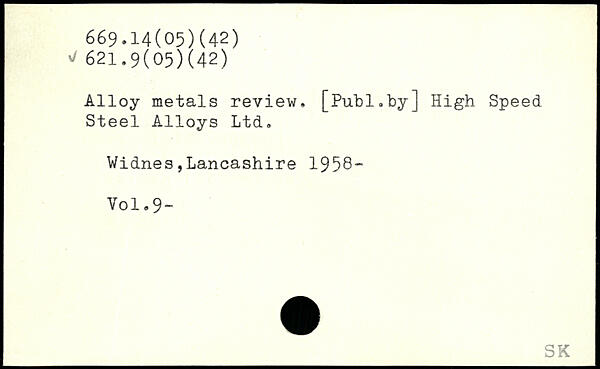 669.14(05)(42)
✓ 621.9(05)(42)
Alloy metals review. [Publ.by] High Speed
Steel Alloys Ltd.
Widnes,Lancashire 1958-
Vol.9-
SK